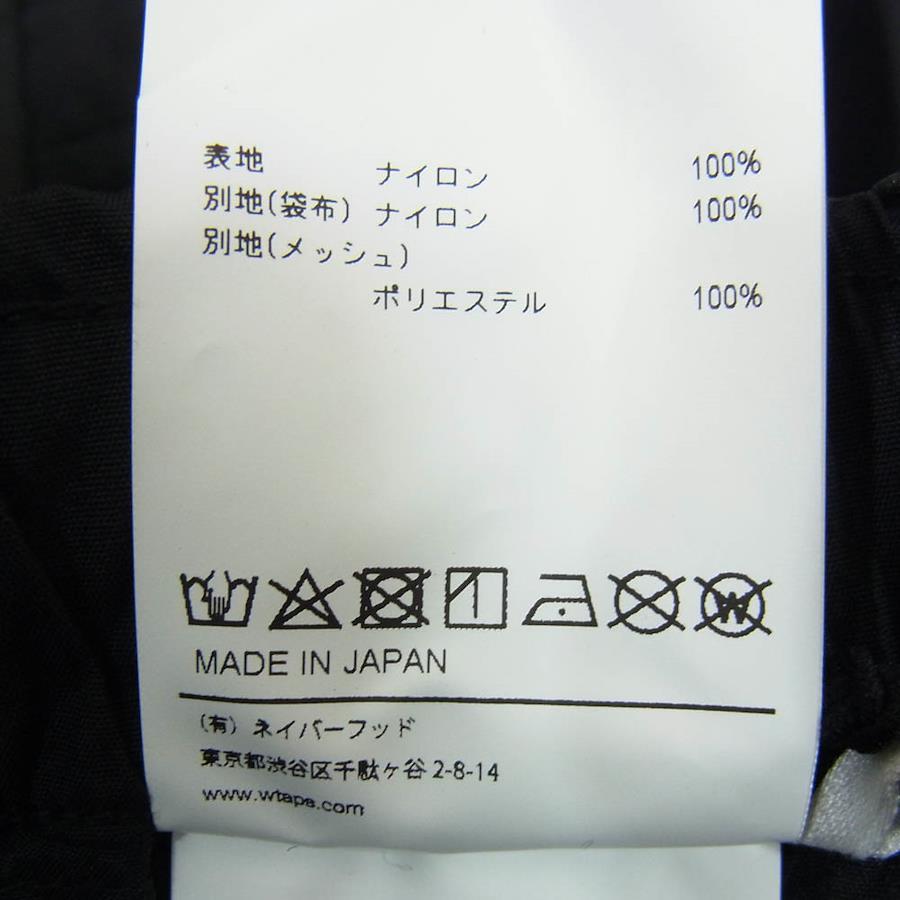 表地 ナイロン 100%
別地(袋布) ナイロン 100%
別地(メッシュ)
ポリエステル 100%
W
MADE IN JAPAN
(有) ネイバーフッド
東京都渋谷区千駄ヶ谷 2-8-14
www.wtaps.com